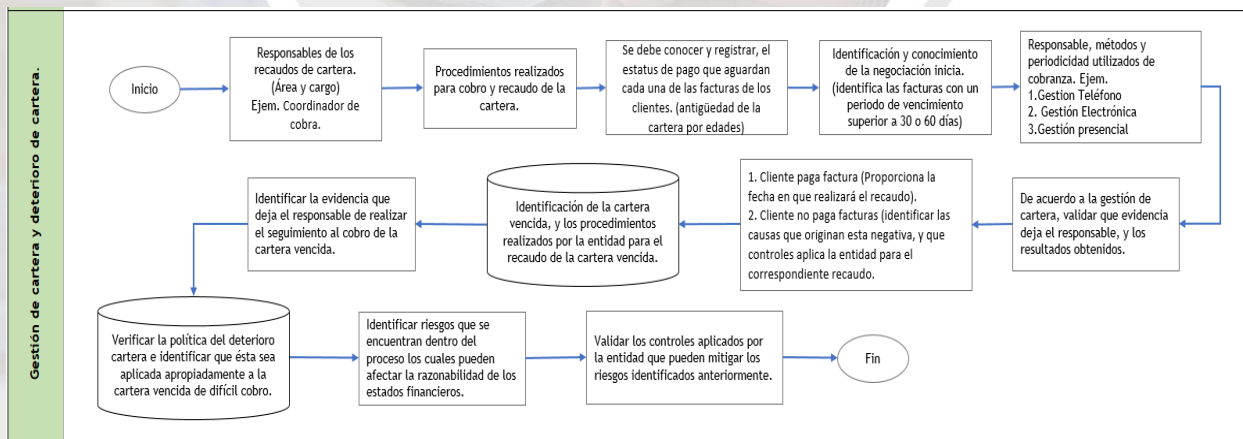 Gestión de cartera y deterioro de cartera.
Inicio
Responsables de los
recaudos de cartera.
(Área y cargo)
Ejem. Coordinador de
cobra.
Procedimientos realizados
para cobro y recaudo de la
cartera.
Se debe conocer y registrar, el
estatus de pago que aguardan
cada una de las facturas de los
clientes. (antigüedad de la
cartera por edades)
Identificación y conocimiento
de la negociación inicia.
(identifica las facturas con un
periodo de vencimiento
superior a 30 o 60 días)
Responsable, métodos y
periodicidad utilizados de
cobranza. Ejem.
1.Gestion Teléfono
2. Gestión Electrónica
3.Gestión presencial
De acuerdo a la gestión de
cartera, validar que evidencia
deja el responsable, y los
resultados obtenidos.
1. Cliente paga factura (Proporciona la
fecha en que realizará el recaudo).
2. Cliente no paga facturas (identificar las
causas que originan esta negativa, y que
controles aplica la entidad para el
correspondiente recaudo.
Identificación de la cartera
vencida, y los procedimientos
realizados por la entidad para el
recaudo de la cartera vencida.
Identificar la evidencia que
deja el responsable de realizar
el seguimiento al cobro de la
cartera vencida.
Verificar la política del deterioro
cartera e identificar que ésta sea
aplicada apropiadamente a la
cartera vencida de difícil cobro.
Identificar riesgos que se
encuentran dentro del
proceso los cuales pueden
afectar la razonabilidad de los
estados financieros.
Validar los controles aplicados por
la entidad que pueden mitigar los
riesgos identificados anteriormente.
Fin